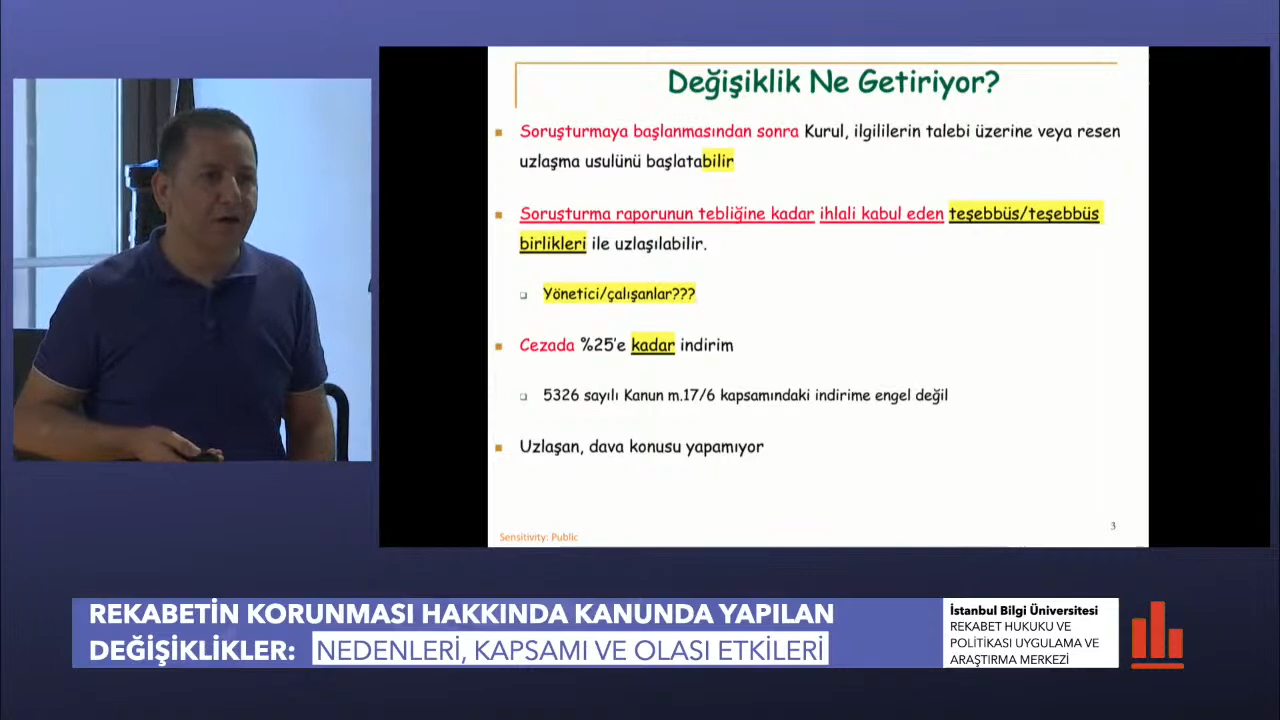 Değişiklik Ne Getiriyor?
Soruşturmaya başlanmasından sonra Kurul, ilgililerin talebi üzerine veya resen
uzlaşma usulünü başlatabilir
Soruşturma raporunun tebliğine kadar ihlali kabul eden teşebbüs/teşebbüs
birlikleri ile uzlaşılabilir.
Yönetici/çalışanlar???
Cezada %25'e kadar indirim
5326 sayılı Kanun m.17/6 kapsamındaki indirime engel değil
Uzlaşan, dava konusu yapamıyor
3
Sensitivity: Public
REKABETİN KORUNMASI HAKKINDA KANUNDA YAPILAN
DEĞİŞİKLİKLER: NEDENLERİ, KAPSAMI VE OLASI ETKİLERİ
İstanbul Bilgi Üniversitesi
REKABET HUKUKU VE
POLİTİKASI UYGULAMA VE
ARAŞTIRMA MERKEZİ